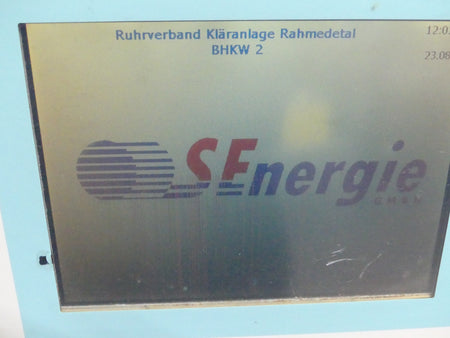 Ruhrverband Kläranlage Rahmedetal
BHKW 2
SEnergie
GMBH